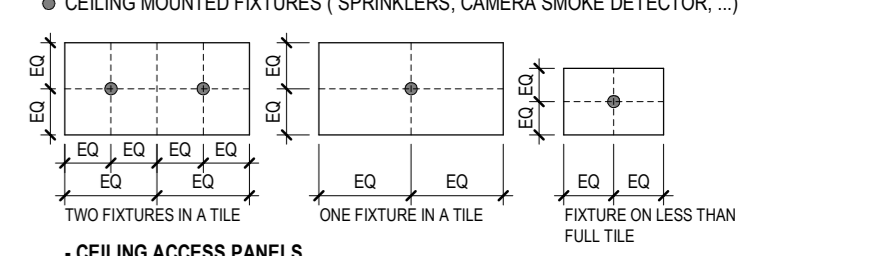 CEILING MOUNTED FIXTURES ( SPRINKLERS, CAMERA SMOKE DETECTOR, ...)
EQ
EQ
EQ EQ EQ EQ
EQ EQ
TWO FIXTURES IN A TILE
EQ
EQ
EQ EQ
ONE FIXTURE IN A TILE
EQ
EQ
EQ EQ
FIXTURE ON LESS THAN
FULL TILE
- CEILING ACCESS PANELS